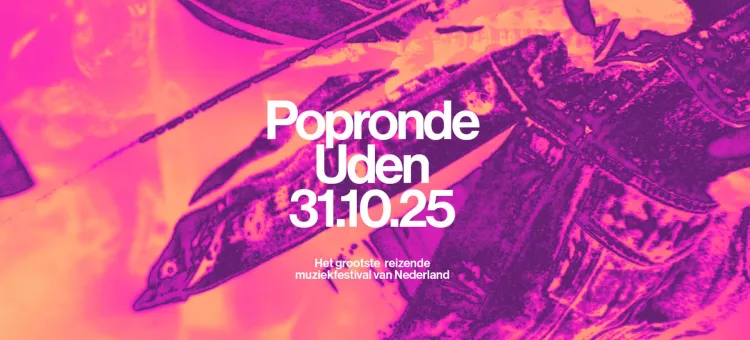 Popronde
Uden
31.10.25
Het grootste reizende
muziekfestival van Nederland